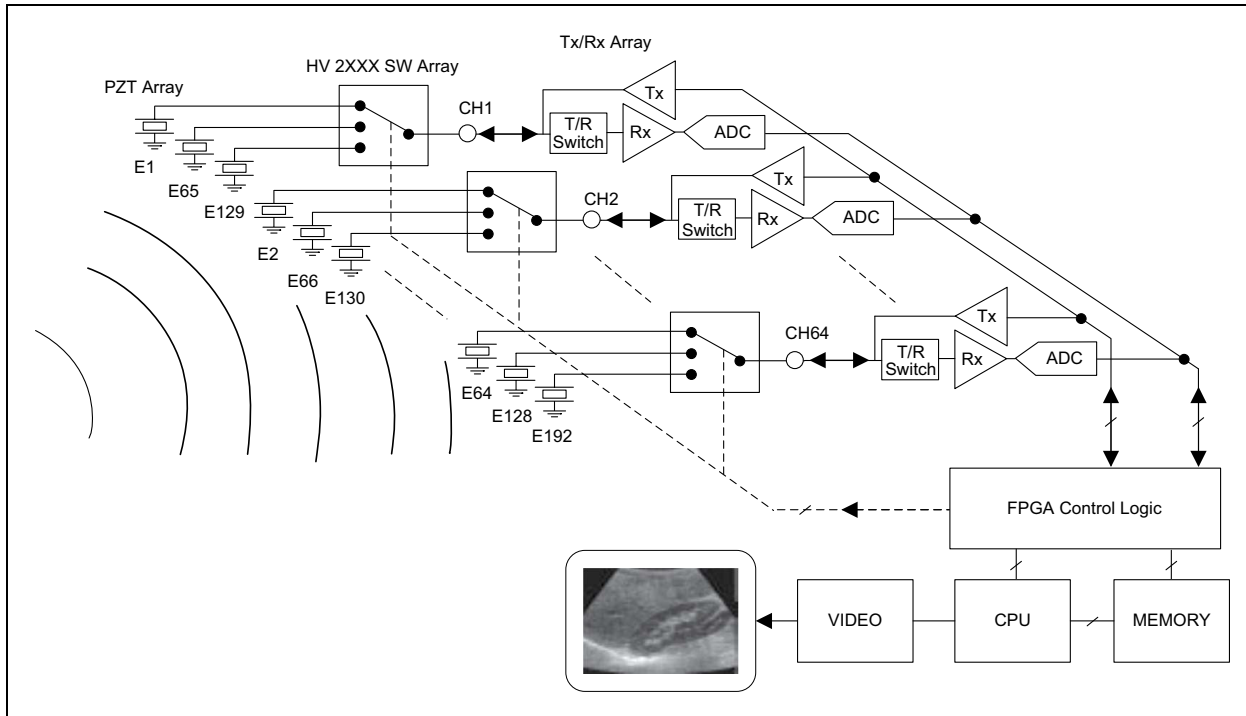 Tx/Rx Array
HV 2XXX SW Array
PZT Array
CH1
Tx
T/R
Switch
Rx
ADC
E1
E65
E129
CH2
Tx
T/R
Switch
Rx
ADC
E2
E66
E130
CH64
Tx
T/R
Switch
Rx
ADC
E64
E128
E192
FPGA Control Logic
VIDEO
CPU
MEMORY